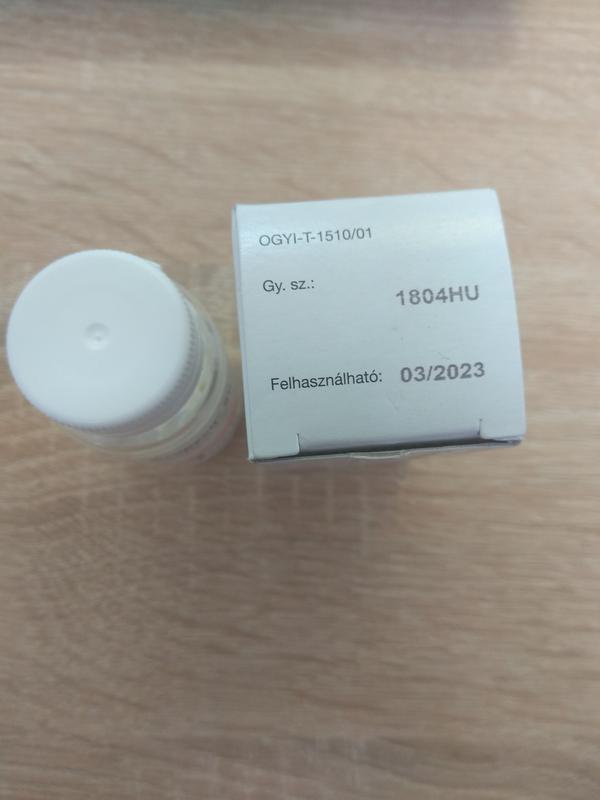 OGYI-T-1510/01
Gy. sz.: 1804HU
Felhasználható: 03/2023